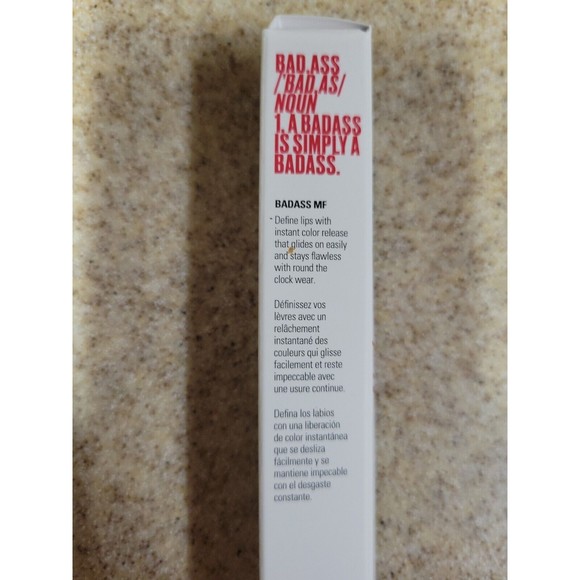 BAD.ASS
/'BAD,AS/
NOUN
1. A BADASS
IS SIMPLY A
BADASS.
BADASS MF
Define lips with
instant color release
that glides on easily
and stays flawless
with round the
clock wear.
Définissez vos
lèvres avec un
relâchement
instantané des
couleurs qui glisse
facilement et reste
impeccable avec
une usure continue.
Defina los labios
con una liberación
de color instantánea
que se desliza
fácilmente y se
mantiene impecable
con el desgaste
constante.